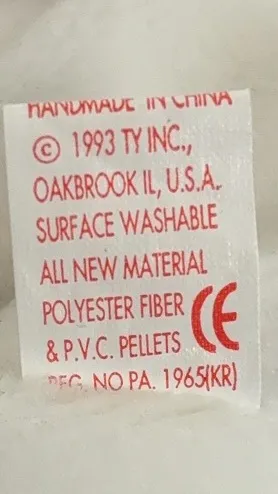 HANDMADE IN CHINA
© 1993 TY INC.,
OAKBROOK IL, U.S.A.
SURFACE WASHABLE
ALL NEW MATERIAL
POLYESTER FIBER
& P.V.C. PELLETS CE
REG. NO PA. 1965(KR)